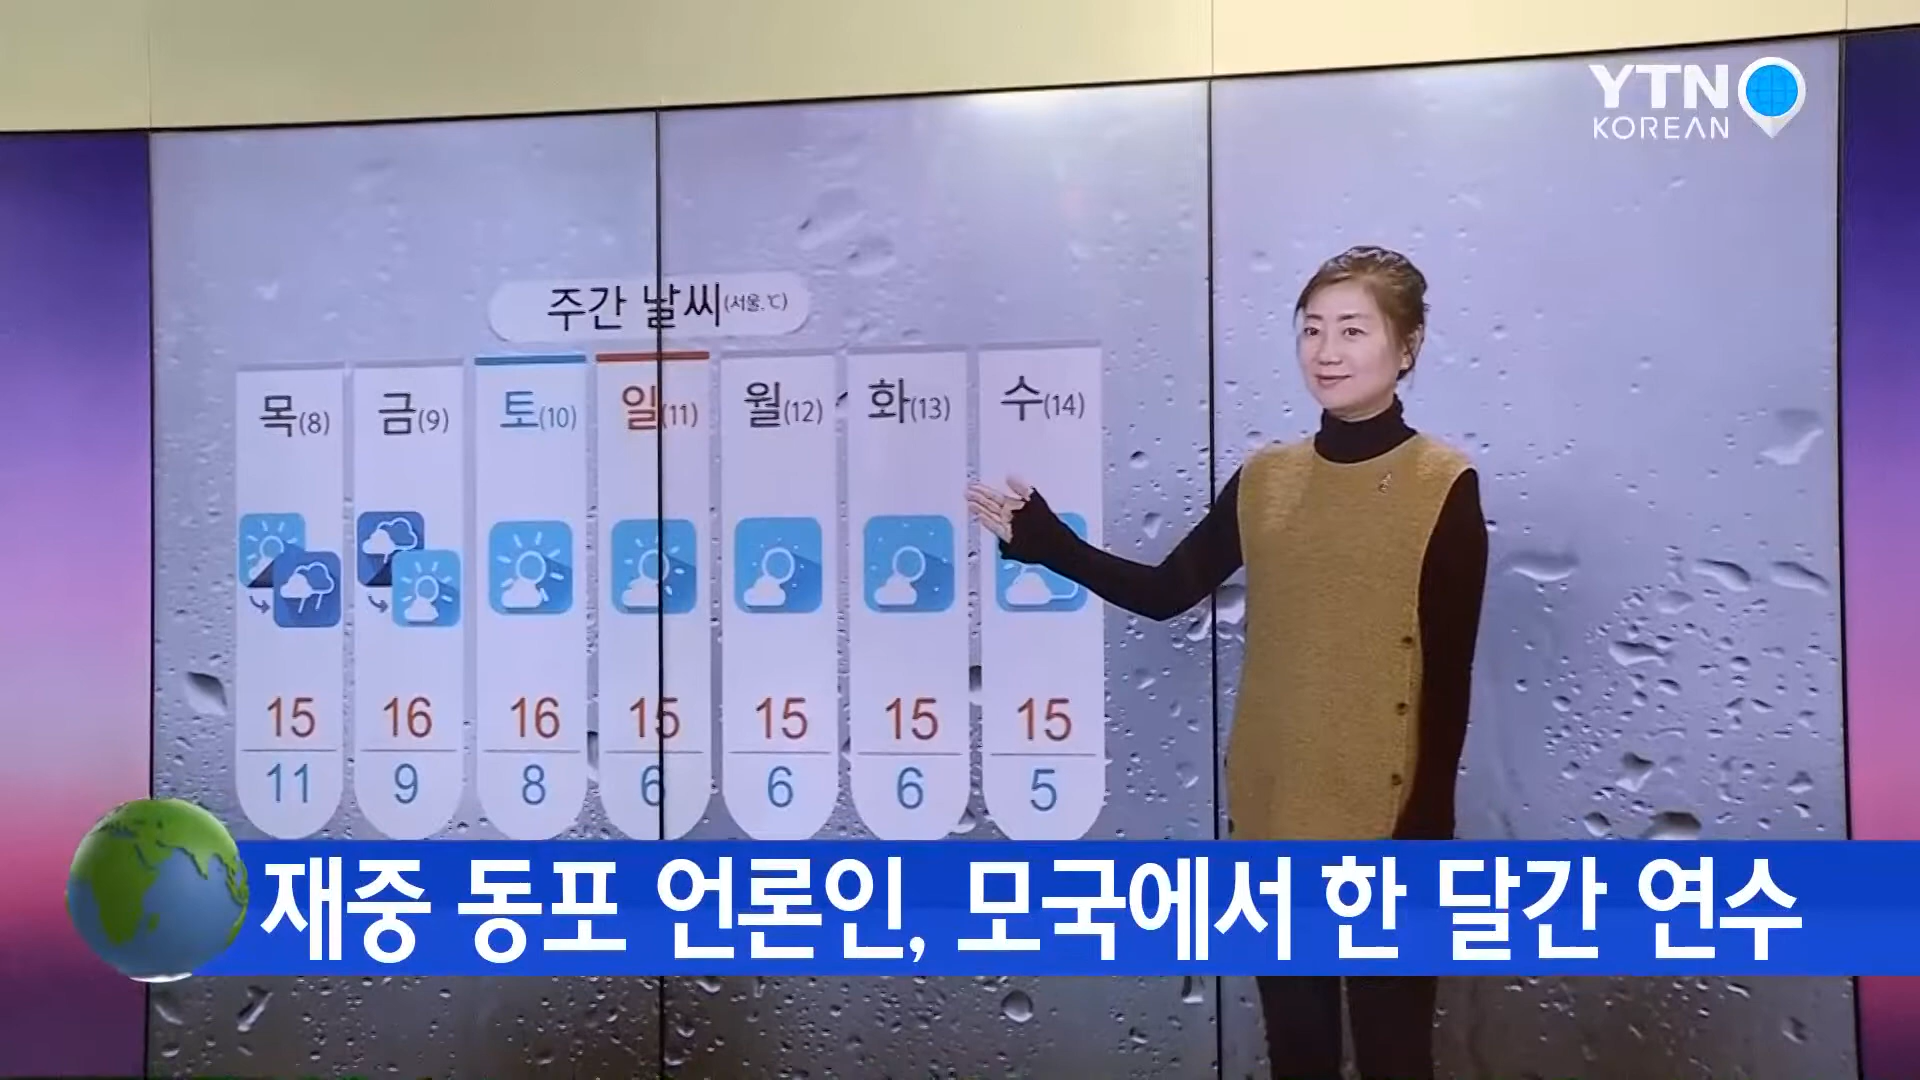 YTN
KOREAN
주간 날씨(서울, ℃)
목(8) 금(9) 토(10) 일(11) 월(12) 화(13) 수(14)
15 16 16 15 15 15 15
11 9 8 6 6 6 5
재중 동포 언론인, 모국에서 한 달간 연수